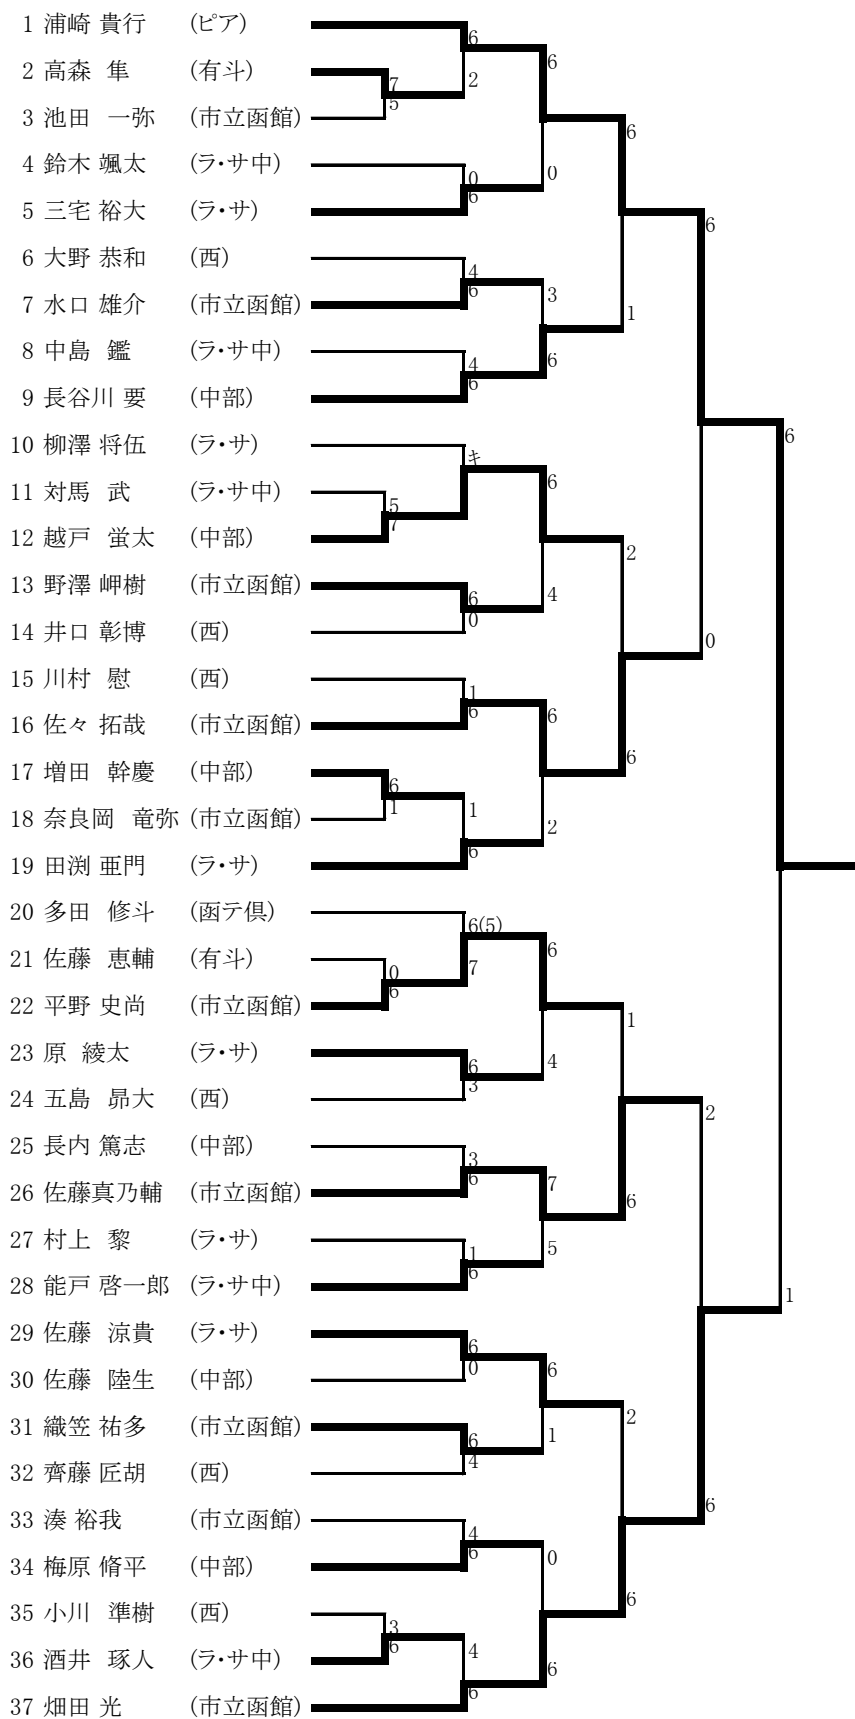 1 浦崎 貴行 (ピア)
2 高森 隼 (有斗)
3 池田 一弥 (市立函館)
4 鈴木 颯太 (ラ・サ中)
5 三宅 裕大 (ラ・サ)
6 大野 恭和 (西)
7 水口 雄介 (市立函館)
8 中島 鑑 (ラ・サ中)
9 長谷川 要 (中部)
10 柳澤 将伍 (ラ・サ)
11 対馬 武 (ラ・サ中)
12 越戸 蛍太 (中部)
13 野澤 岬樹 (市立函館)
14 井口 彰博 (西)
15 川村 慰 (西)
16 佐々 拓哉 (市立函館)
17 増田 幹慶 (中部)
18 奈良岡 竜弥 (市立函館)
19 田渕 亜門 (ラ・サ)
20 多田 修斗 (函テ倶)
21 佐藤 恵輔 (有斗)
22 平野 史尚 (市立函館)
23 原 綾太 (ラ・サ)
24 五島 昴大 (西)
25 長内 篤志 (中部)
26 佐藤真乃輔 (市立函館)
27 村上 黎 (ラ・サ)
28 能戸 啓一郎 (ラ・サ中)
29 佐藤 涼貴 (ラ・サ)
30 佐藤 陸生 (中部)
31 織笠 祐多 (市立函館)
32 齊藤 匠胡 (西)
33 湊 裕我 (市立函館)
34 梅原 脩平 (中部)
35 小川 準樹 (西)
36 酒井 琢人 (ラ・サ中)
37 畑田 光 (市立函館)
7
5
5
7
6
1
0
6
3
6
6
2
0
6
4
6
4
6
キ
6
0
1
6
1
6
6(5)
7
6
3
3
6
1
6
6
0
6
4
4
6
4
6
6
0
3
6
6
4
6
2
6
4
7
5
6
1
0
6
6
1
2
6
1
6
2
6
6
0
2
6
6
1